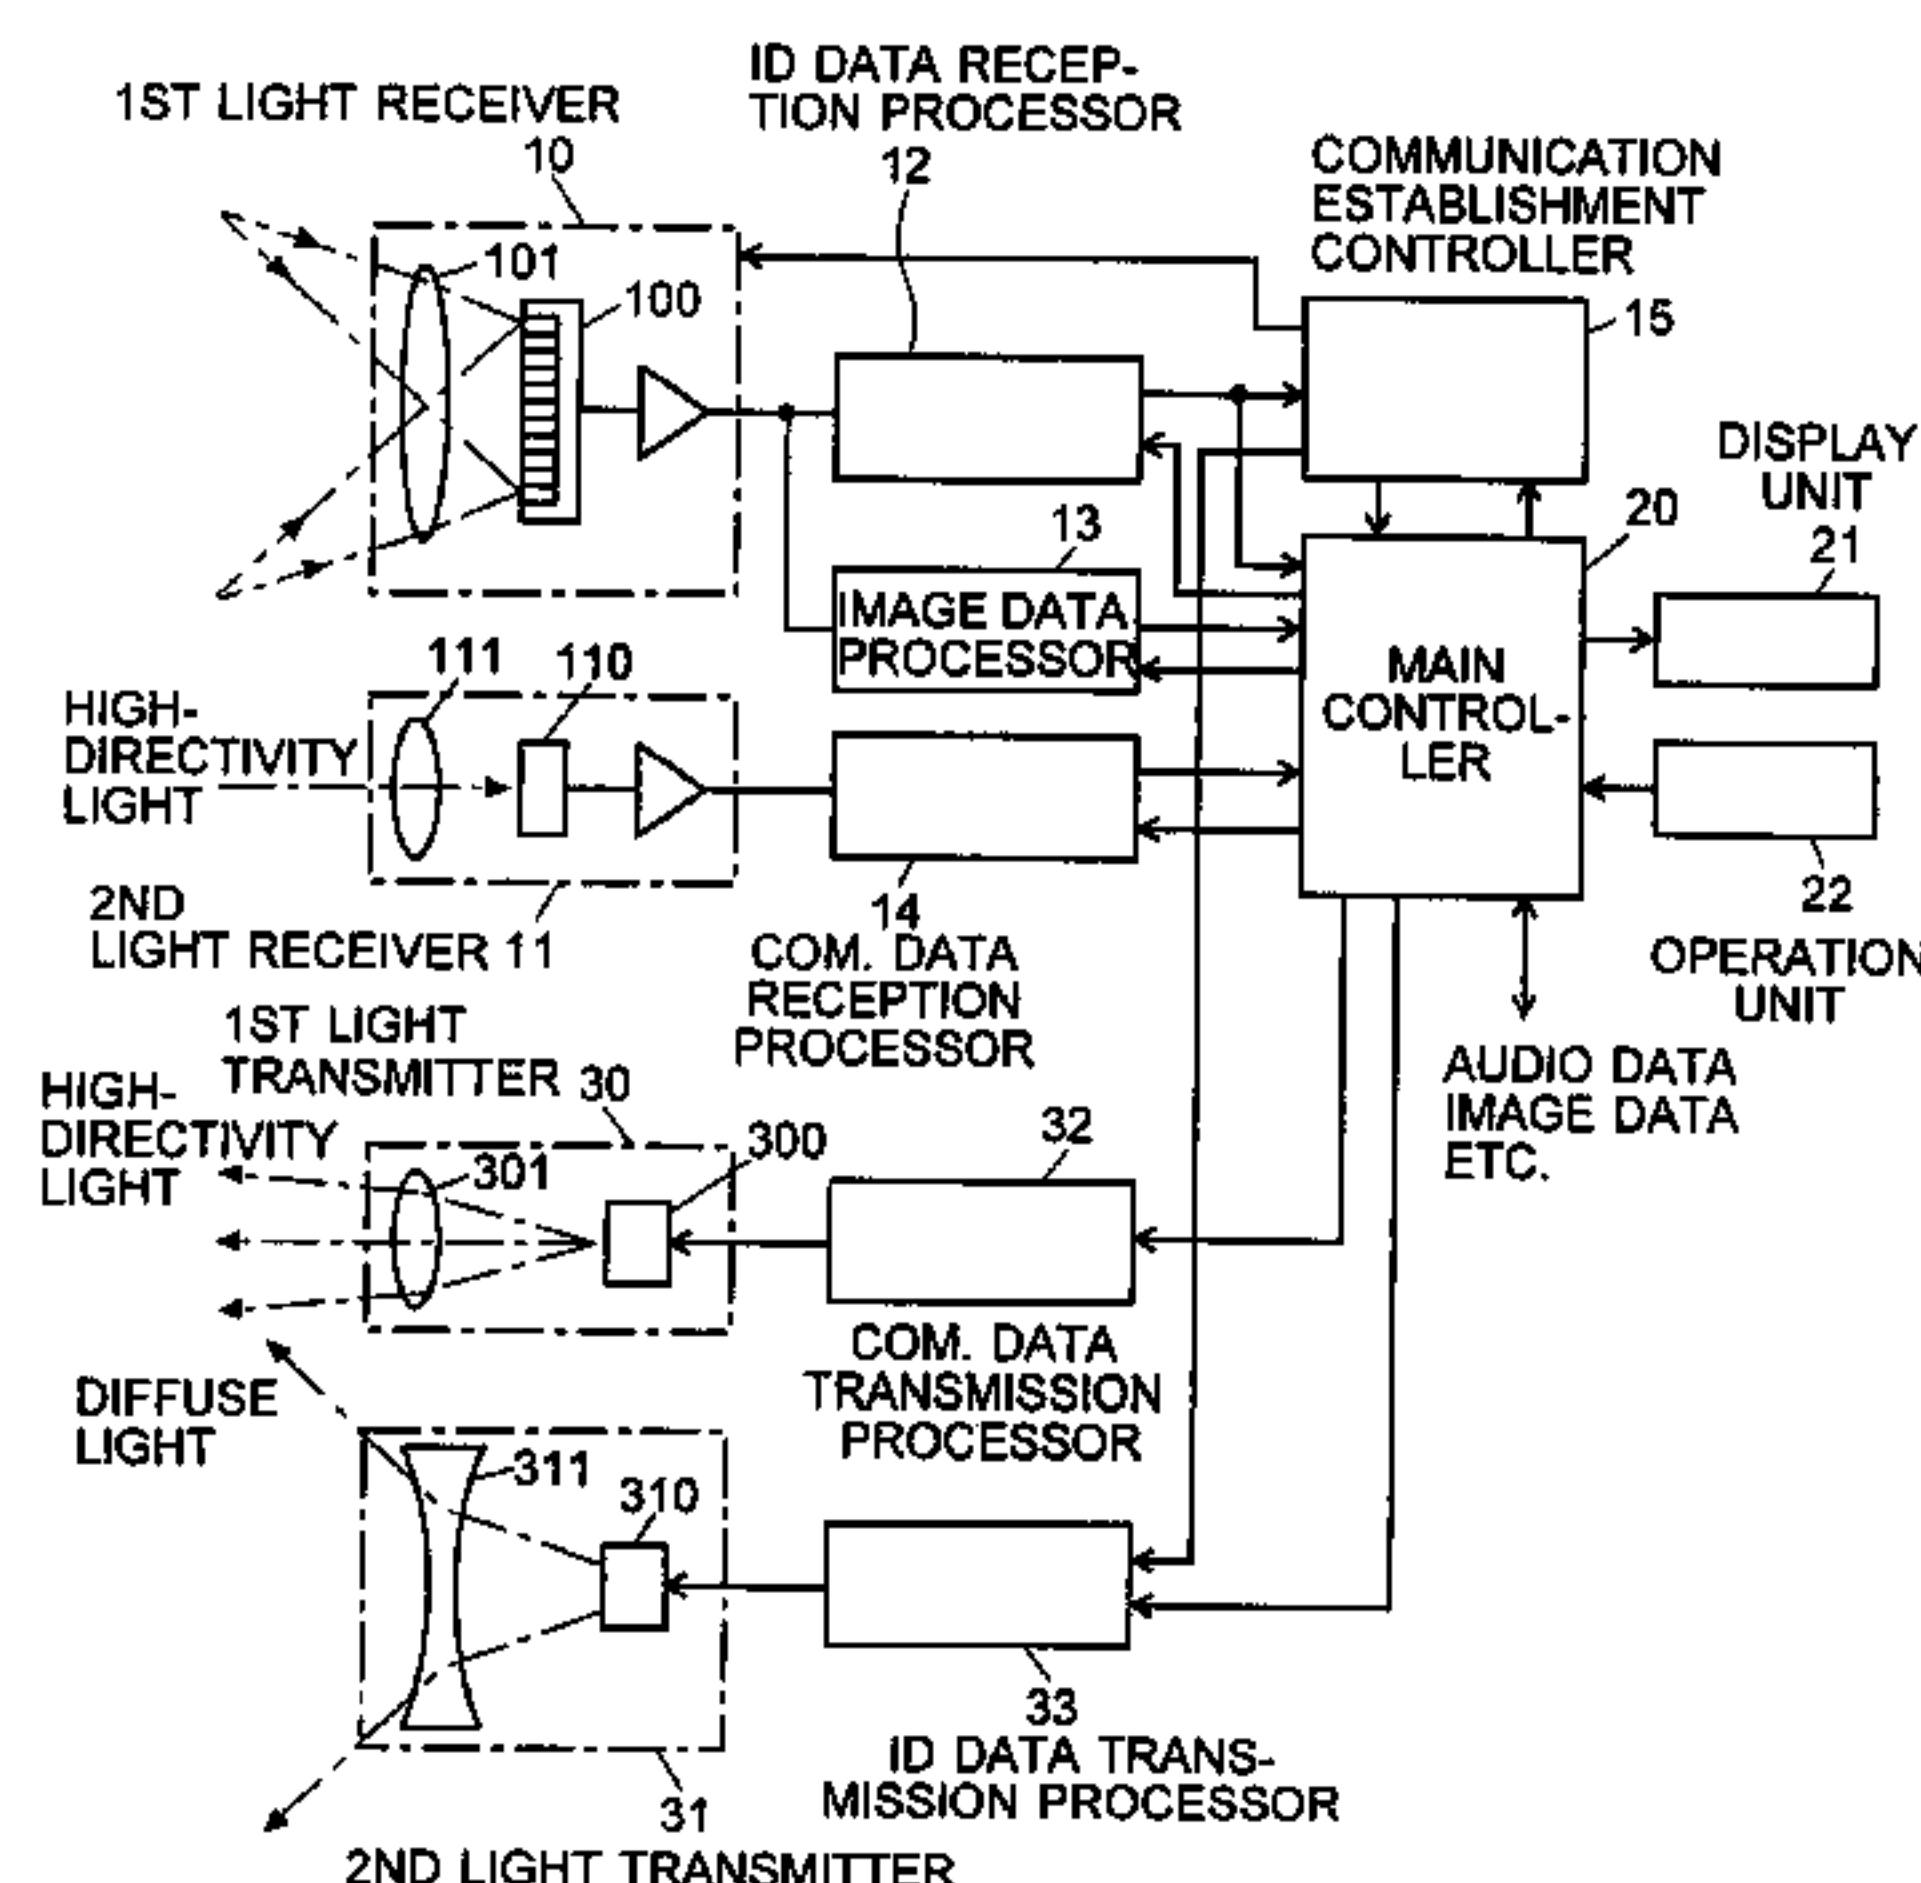 1ST LIGHT RECEIVER
10
ID DATA RECEP-
TION PROCESSOR
12
COMMUNICATION
ESTABLISHMENT
CONTROLLER
15
101
100
DISPLAY
UNIT
21
20
13
IMAGE DATA
PROCESSOR
MAIN
CONTROL-
LER
111
110
HIGH-
DIRECTIVITY
LIGHT
2ND
LIGHT RECEIVER 11
14
COM. DATA
RECEPTION
PROCESSOR
22
OPERATION
UNIT
AUDIO DATA
IMAGE DATA
ETC.
1ST LIGHT
TRANSMITTER 30
HIGH-
DIRECTIVITY
LIGHT
301
300
32
COM. DATA
TRANSMISSION
PROCESSOR
DIFFUSE
LIGHT
311
310
33
ID DATA TRANS-
MISSION PROCESSOR
31
2ND LIGHT TRANSMITTER